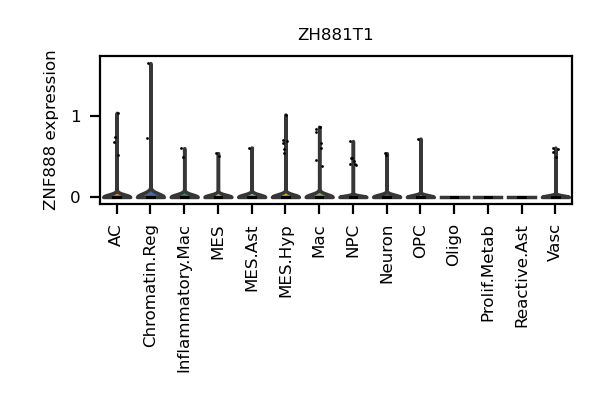 ZH881T1
ZNF888 expression
1
0
AC
Chromatin.Reg
Inflammatory.Mac
MES
MES.Ast
MES.Hyp
Mac
NPC
Neuron
OPC
Oligo
Prolif.Metab
Reactive.Ast
Vasc